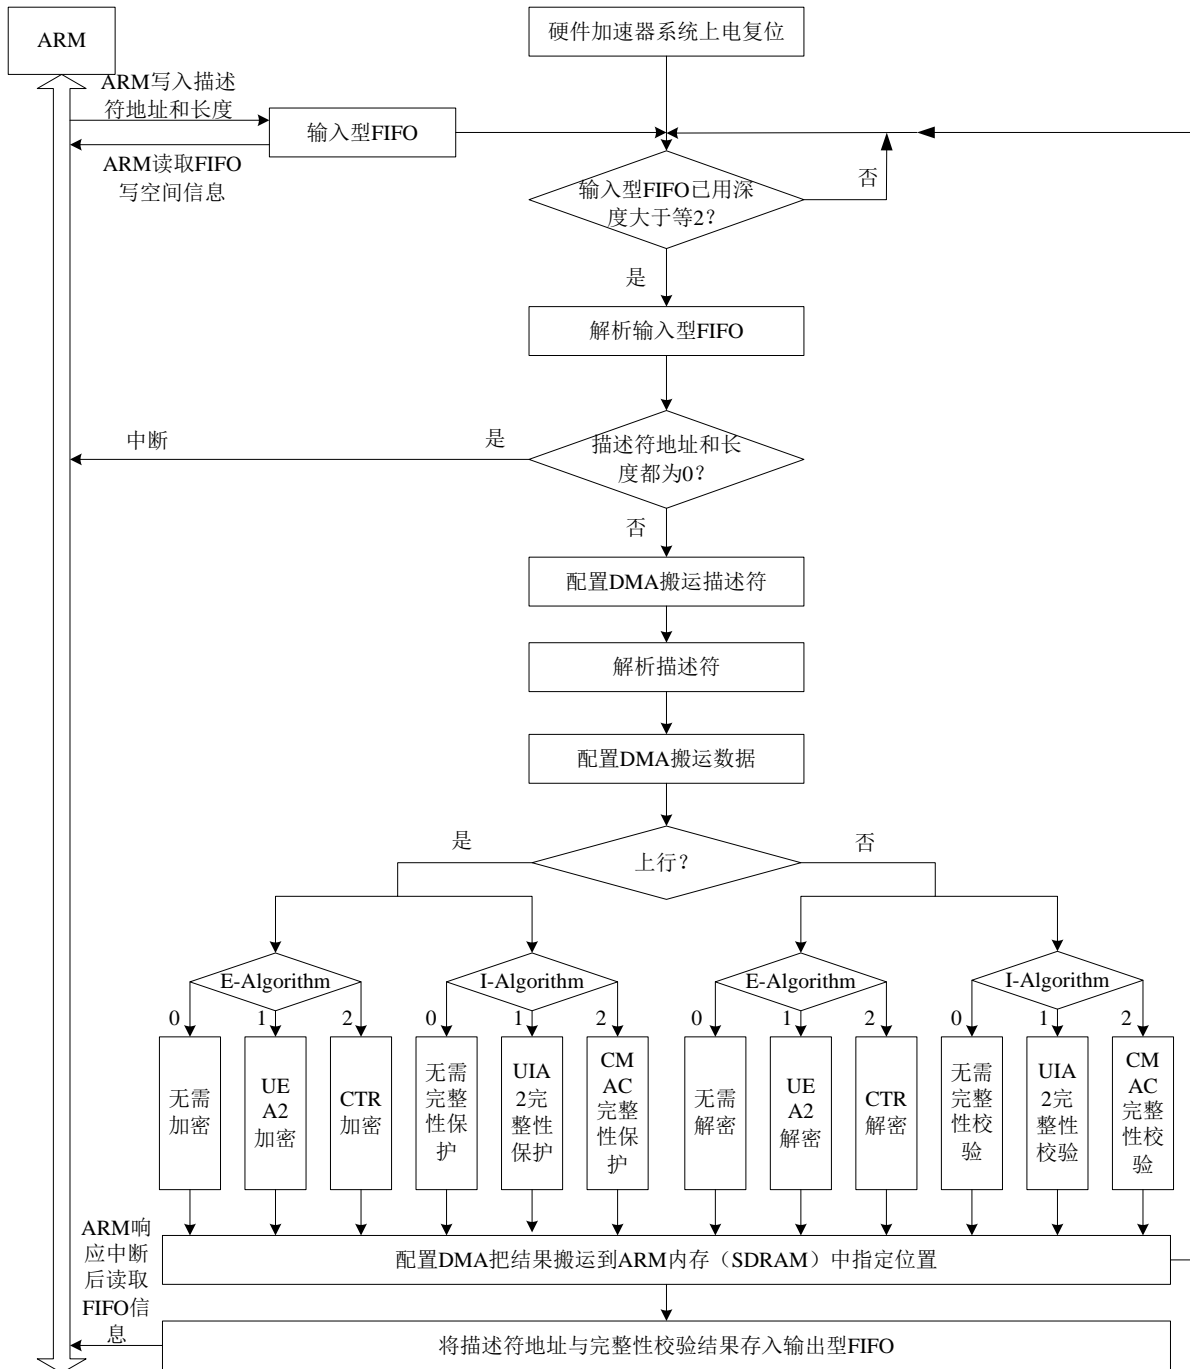 ARM
硬件加速器系统上电复位
ARM写入描述
符地址和长度
输入型FIFO
ARM读取FIFO
写空间信息
输入型FIFO已用深
度大于等2?
否
是
解析输入型FIFO
描述符地址和长
度都为0?
是
中断
否
配置DMA搬运描述符
解析描述符
配置DMA搬运数据
上行?
是
否
E-Algorithm
I-Algorithm
E-Algorithm
I-Algorithm
0
1
2
0
1
2
0
1
2
0
1
2
无需
加密
UE
A2
加密
CTR
加密
无需
完整
性保
护
UIA
2完
整性
保护
CM
AC
完整
性保
护
无需
解密
UE
A2
解密
CTR
解密
无需
完整
性校
验
UIA
2完
整性
校验
CM
AC
完整
性校
验
配置DMA把结果搬运到ARM内存（SDRAM）中指定位置
ARM响
应中断
后读取
FIFO信
息
将描述符地址与完整性校验结果存入输出型FIFO